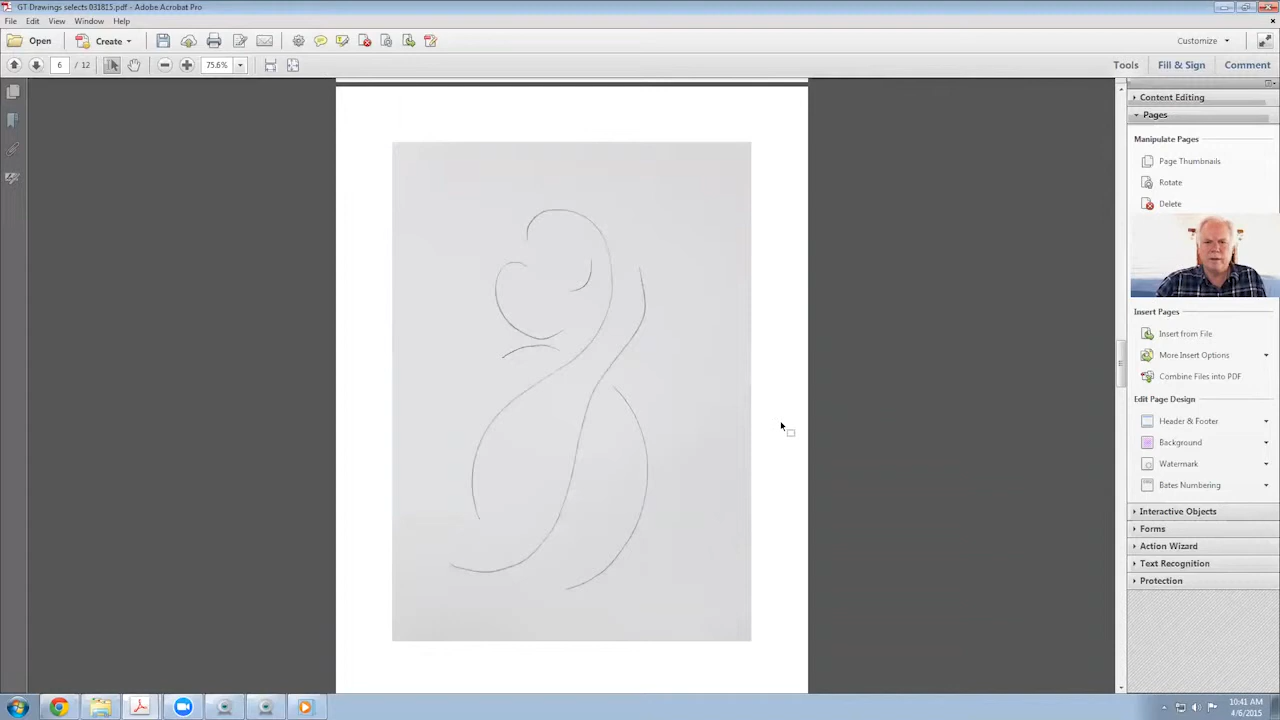 GT Drawings selects 031815.pdf - Adobe Acrobat Pro
File Edit View Window Help
Open Create Customize
6 / 12 75.6% Tools Fill & Sign Comment
Content Editing
Pages
Manipulate Pages
Page Thumbnails
Rotate
Delete
Insert Pages
Insert from File
More Insert Options
Combine Files into PDF
Edit Page Design
Header & Footer
Background
Watermark
Bates Numbering
Interactive Objects
Forms
Action Wizard
Text Recognition
Protection
10:41 AM
4/6/2015